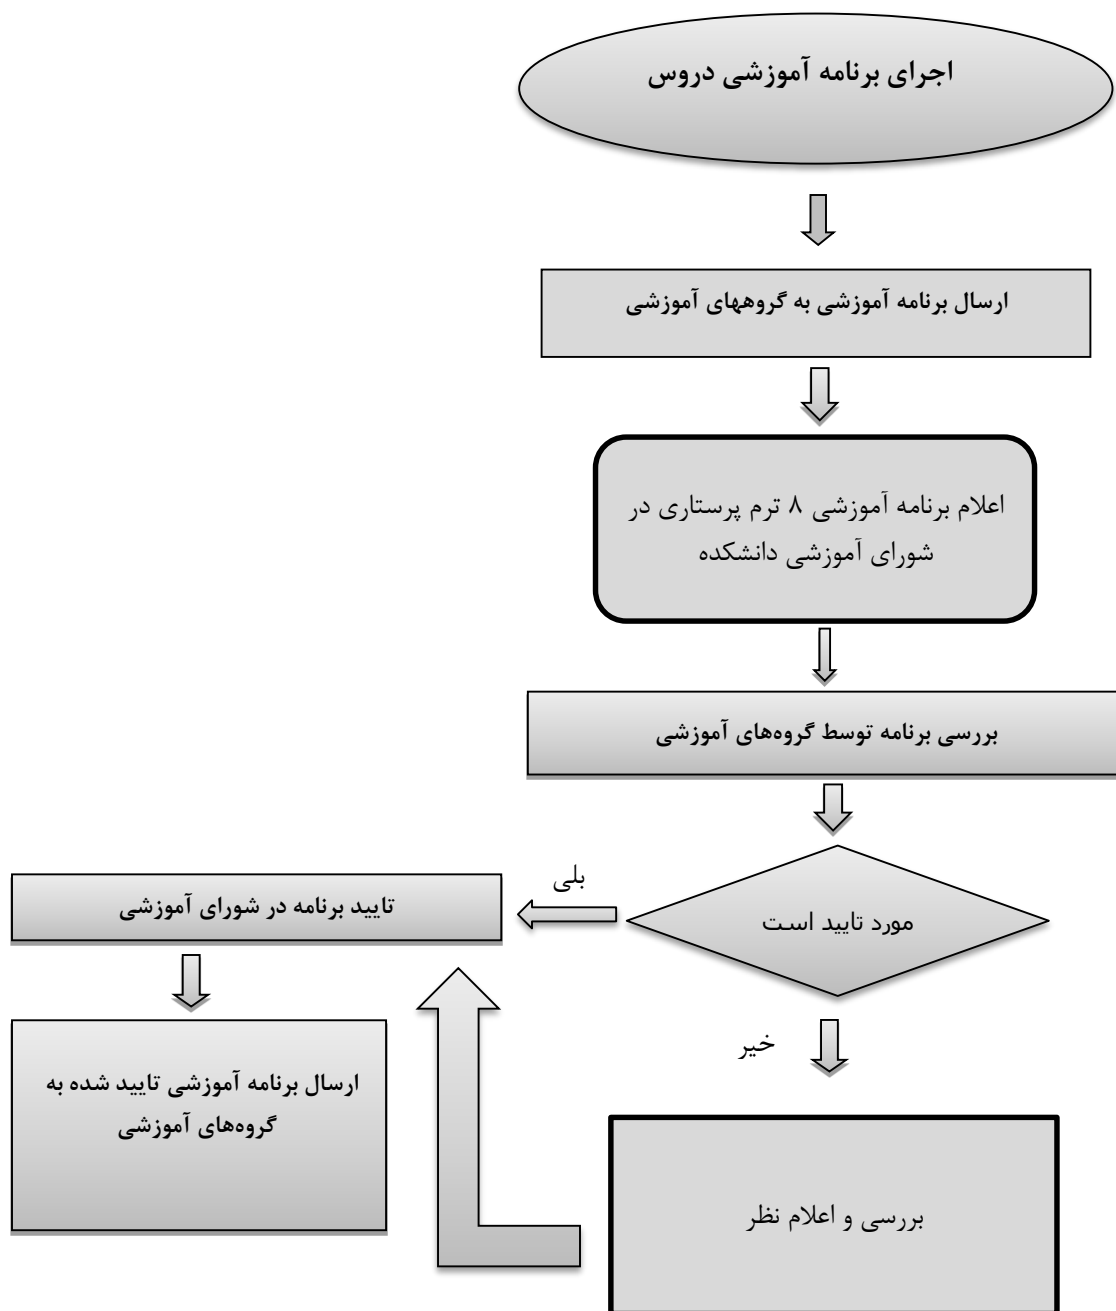 اجرای برنامه آموزشی دروس
ارسال برنامه آموزشی به گروههای آموزشی
اعلام برنامه آموزشی ۸ ترم پرستاری در
شورای آموزشی دانشکده
بررسی برنامه توسط گروه‌های آموزشی
مورد تایید است
بلی
تایید برنامه در شورای آموزشی
ارسال برنامه آموزشی تایید شده به
گروه‌های آموزشی
خیر
بررسی و اعلام نظر